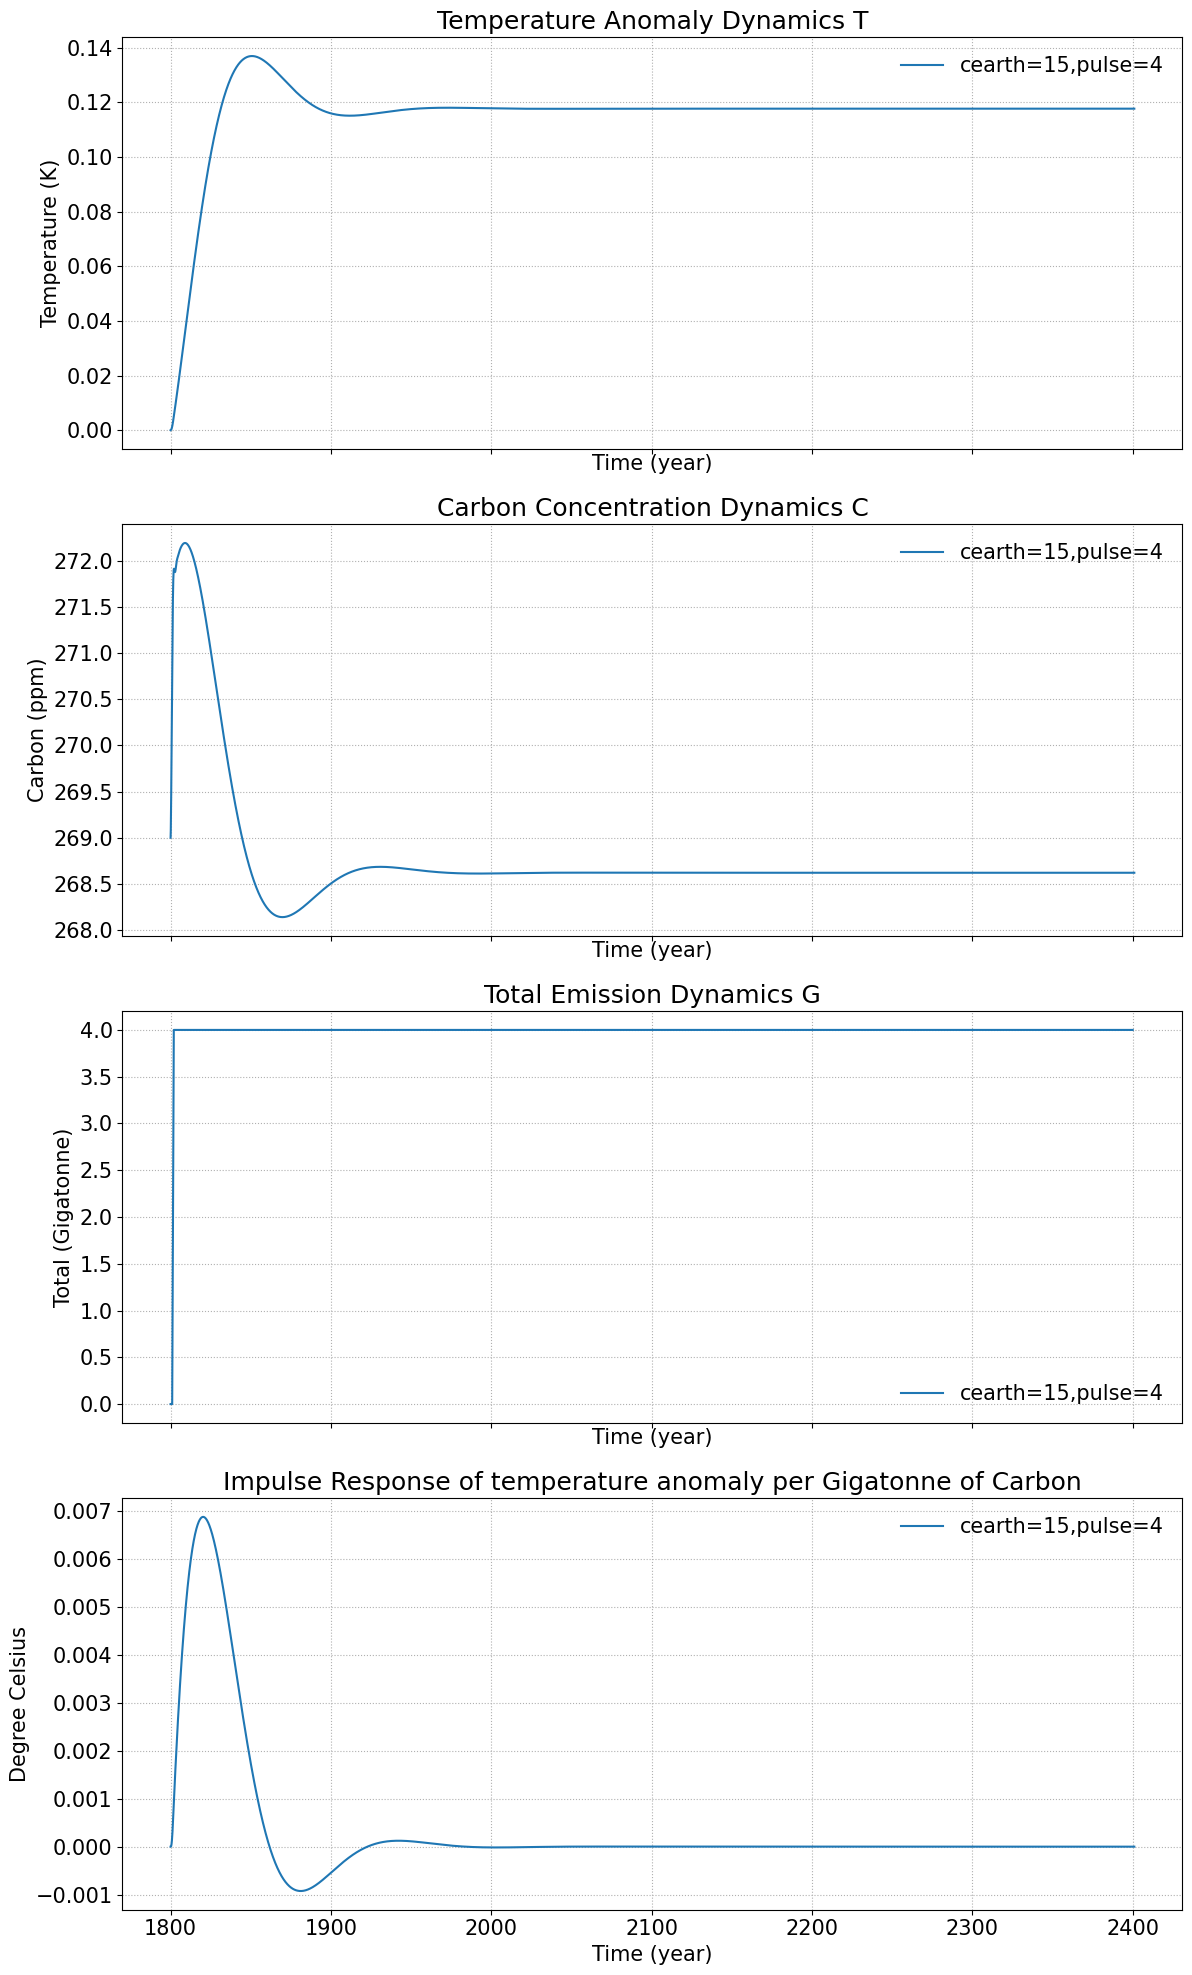 Temperature Anomaly Dynamics T
cearth=15,pulse=4
0.14
0.12
0.10
0.08
0.06
0.04
0.02
0.00
Temperature (K)
Time (year)
Carbon Concentration Dynamics C
cearth=15,pulse=4
272.0
271.5
271.0
270.5
270.0
269.5
269.0
268.5
268.0
Carbon (ppm)
Time (year)
Total Emission Dynamics G
4.0
3.5
3.0
2.5
2.0
1.5
1.0
0.5
0.0
Total (Gigatonne)
cearth=15,pulse=4
Time (year)
Impulse Response of temperature anomaly per Gigatonne of Carbon
cearth=15,pulse=4
0.007
0.006
0.005
0.004
0.003
0.002
0.001
0.000
−0.001
Degree Celsius
1800 1900 2000 2100 2200 2300 2400
Time (year)